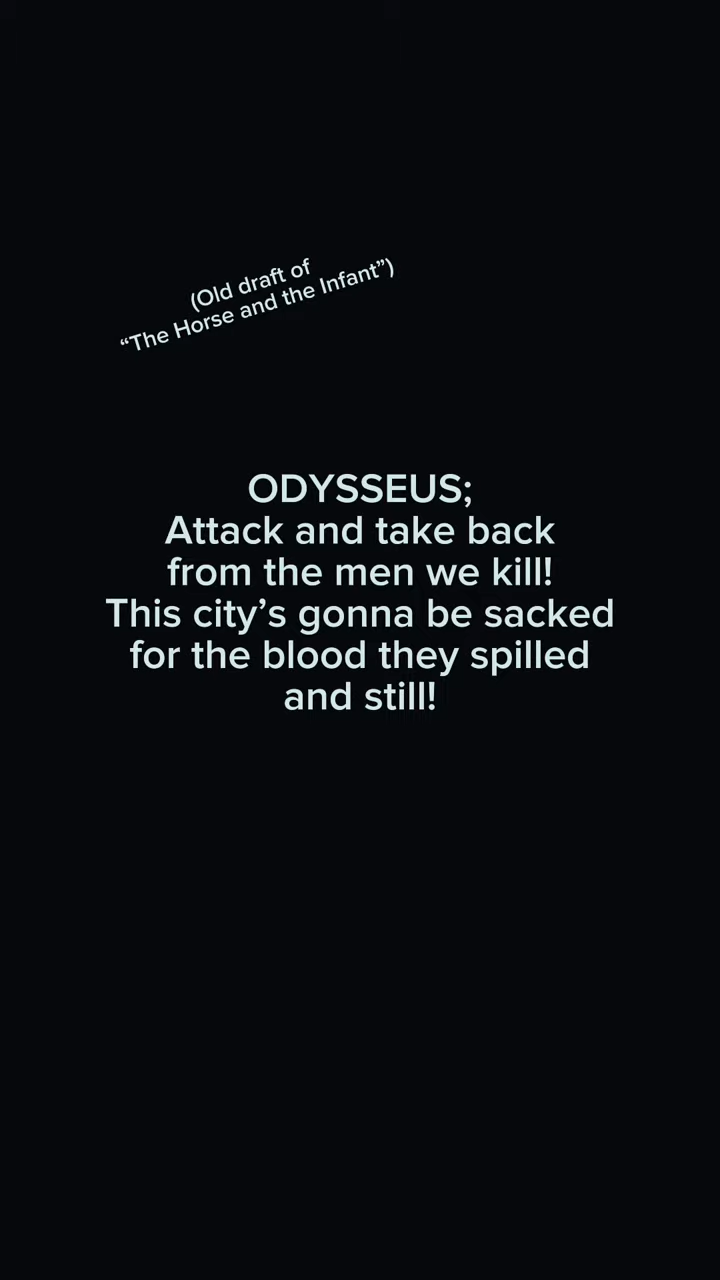 (Old draft of
“The Horse and the Infant”)
ODYSSEUS;
Attack and take back
from the men we kill!
This city’s gonna be sacked
for the blood they spilled
and still!